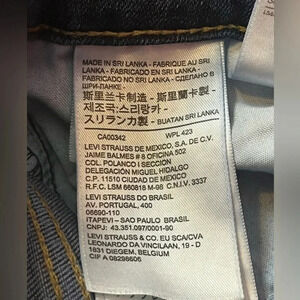 MADE IN SRI LANKA - FABRIQUE AU SRI
LANKA - FABRICADO EN SRI LANKA -
FABRICADO NO SRI LANKA - СДЕЛАНО В
ШРИ-ЛАНКЕ -
斯里兰卡制造 - 斯里蘭卡製 -
제조국:스리랑카 -
スリランカ製 - BUATAN SRI LANKA
CA00342 WPL 423
LEVI STRAUSS DE MEXICO, S.A. DE C.V.
JAIME BALMES # 8 OFICINA 502
COL. POLANCO I SECCION
DELEGACIÓN MIGUEL HIDALGO
C.P. 11510 CIUDAD DE MEXICO
R.F.C. LSM 660818 M-98 C.N.I.T. 3337
LEVI STRAUSS DO BRASIL
AV. PORTUGAL, 400
06690-110
ITAPEVI – SAO PAULO BRASIL
CNPJ: 43.351.097/0001-90
LEVI STRAUSS & CO. EU SCA/CVA
LEONARDO DA VINCILAAN, 19 - D
1831 DIEGEM, BELGIUM
CIF A 08298606